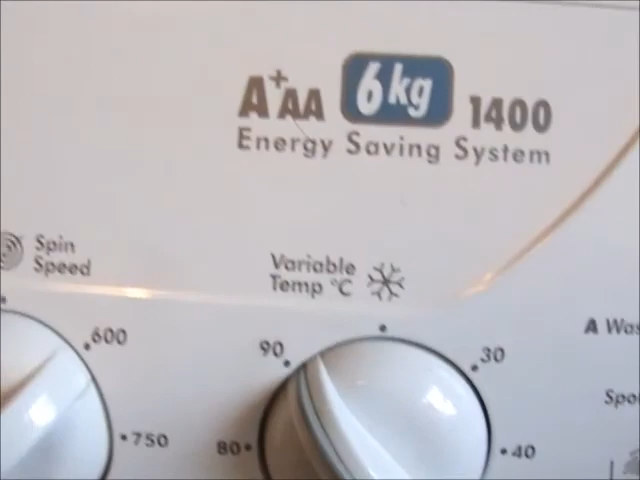 A+AA 6kg 1400
Energy Saving System
Spin
Speed
Variable
Temp °C
600
750
90
80
30
40
A